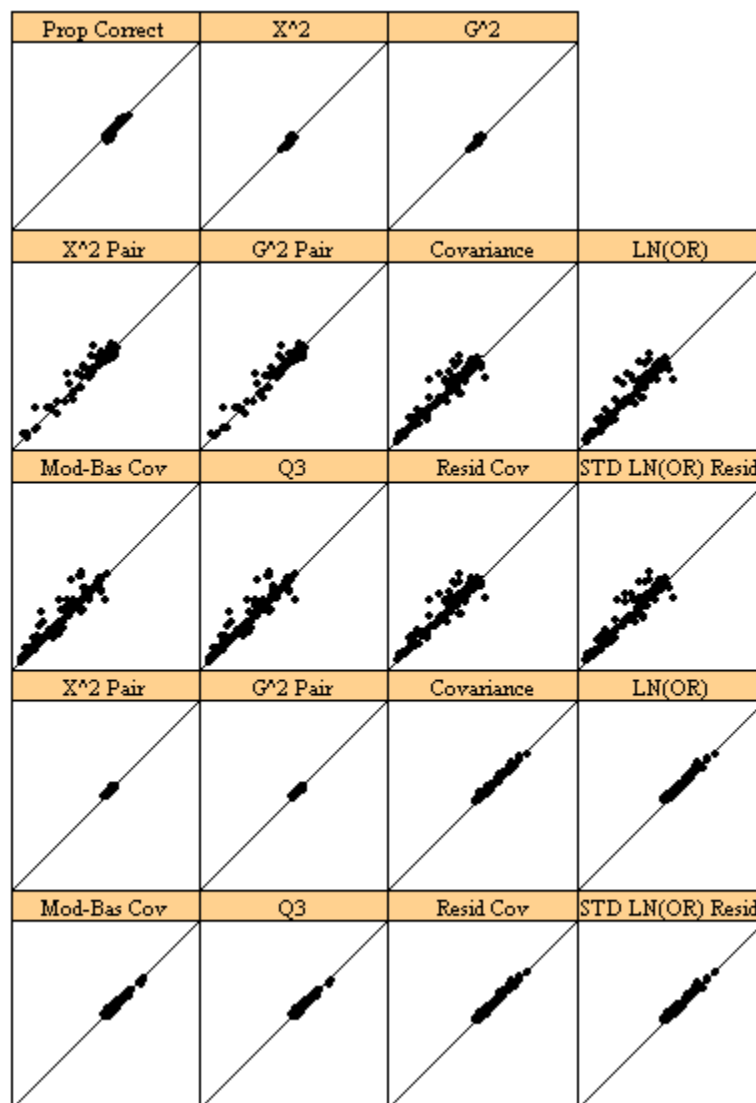 Prop Correct X^2 G^2
X^2 Pair G^2 Pair Covariance LN(OR)
Mod-Bas Cov Q3 Resid Cov STD LN(OR) Resid
X^2 Pair G^2 Pair Covariance LN(OR)
Mod-Bas Cov Q3 Resid Cov STD LN(OR) Resid